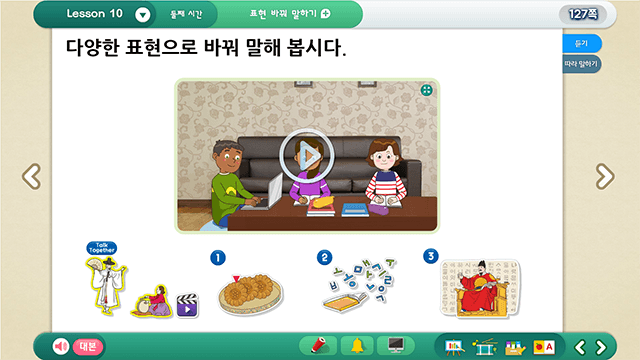 Lesson 10
둘째 시간
표현 바꿔 말하기
127쪽
다양한 표현으로 바꿔 말해 봅시다.
듣기
따라 말하기
Talk
Together
1
2
3
대본
A